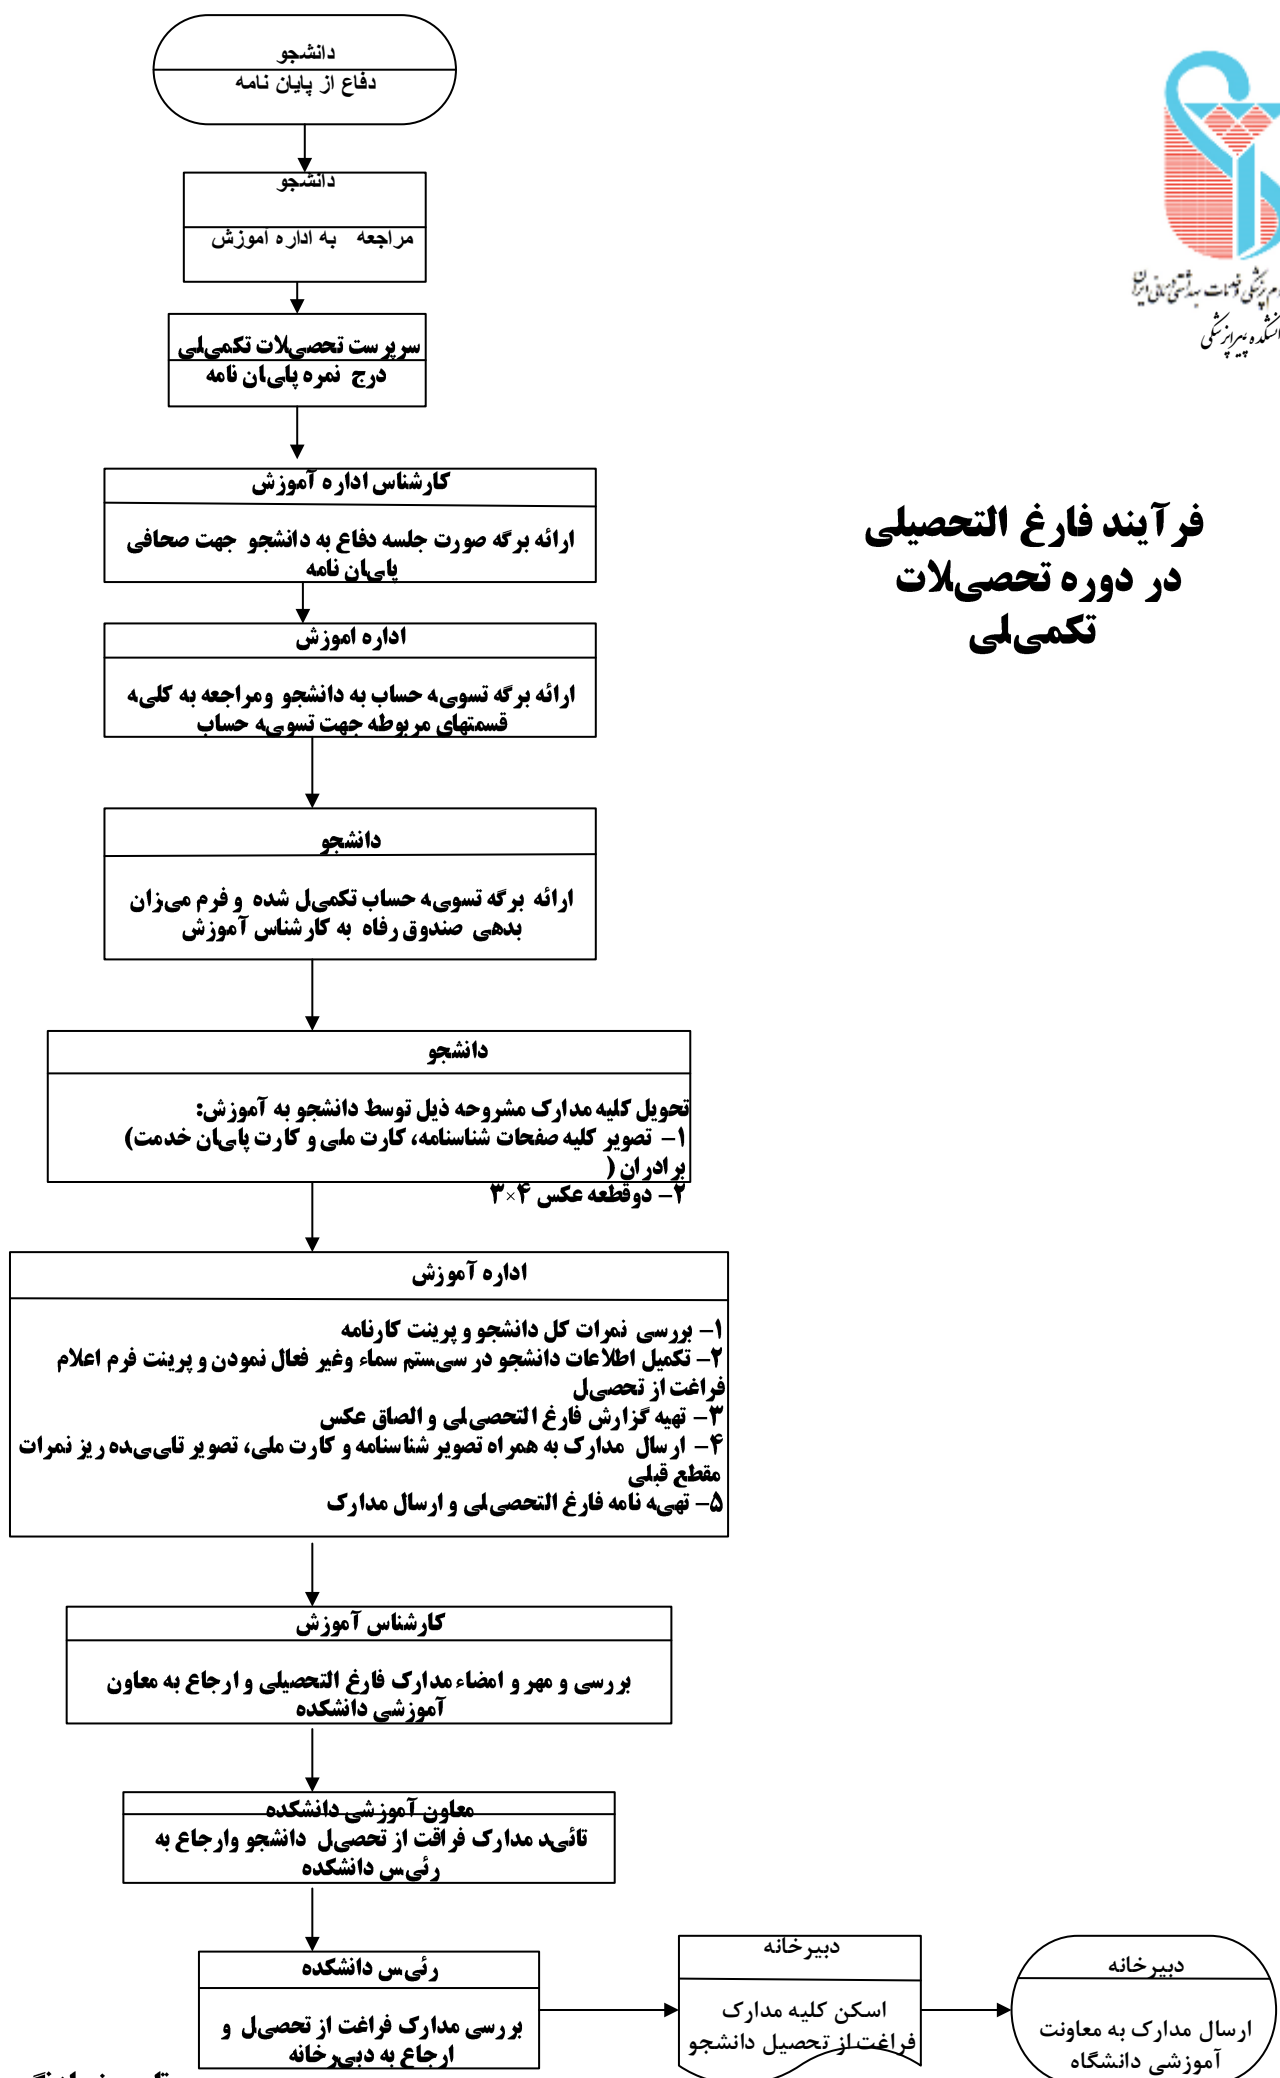 دانشجو
دفاع از پایان نامه
دانشجو
مراجعه به اداره آموزش
سرپرست تحصیلات تکمیلی
درج نمره پایان نامه
کارشناس اداره آموزش
ارائه برگه صورت جلسه دفاع به دانشجو جهت صحافی
پایان نامه
اداره اموزش
ارائه برگه تسویه حساب به دانشجو ومراجعه به کلیه
قسمتهای مربوطه جهت تسویه حساب
دانشجو
ارائه برگه تسویه حساب تکمیل شده و فرم میزان
بدهی صندوق رفاه به کارشناس آموزش
دانشجو
تحویل کلیه مدارک مشروحه ذیل توسط دانشجو به آموزش:
۱- تصویر کلیه صفحات شناسنامه، کارت ملی و کارت پایان خدمت(
برادران )
۲- دوقطعه عکس ۴×۳
اداره آموزش
۱- بررسی نمرات کل دانشجو و پرینت کارنامه
۲- تکمیل اطلاعات دانشجو در سیستم سماء وغیر فعال نمودن و پرینت فرم اعلام
فراغت از تحصیل
۳- تهیه گزارش فارغ التحصیلی و الصاق عکس
۴- ارسال مدارک به همراه تصویر شناسنامه و کارت ملی، تصویر تاییده ریز نمرات
مقطع قبلی
۵- تهیه نامه فارغ التحصیلی و ارسال مدارک
کارشناس آموزش
بررسی و مهر و امضاء مدارک فارغ التحصیلی و ارجاع به معاون
آموزشی دانشکده
معاون آموزشی دانشکده
تائید مدارک فراقت از تحصیل دانشجو وارجاع به
رئیس دانشکده
رئیس دانشکده
بررسی مدارک فراغت از تحصیل و
ارجاع به دبیرخانه
دبیرخانه
اسکن کلیه مدارک
فراغت از تحصیل دانشجو
دبیرخانه
ارسال مدارک به معاونت
آموزشی دانشگاه
پزشکی و خدمات بهداشتی درمانی ایران
دانشکده پیراپزشکی
فرآیند فارغ التحصیلی
در دوره تحصیلات
تکمیلی